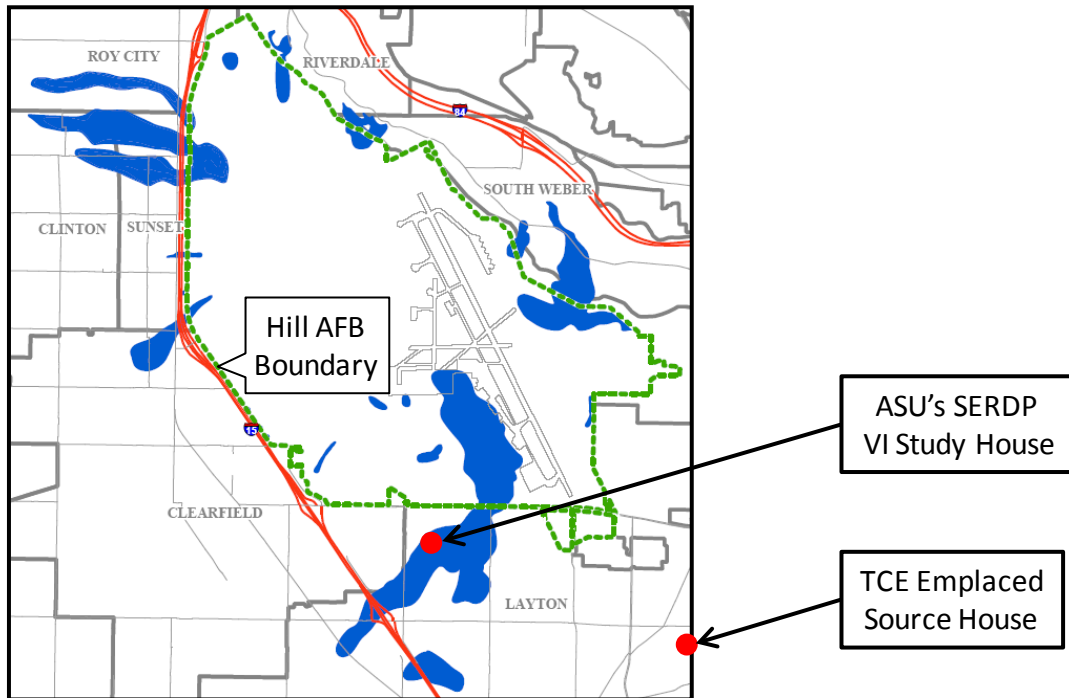 ROY CITY
RIVERDALE
84
SOUTH WEBER
CLINTON
SUNSET
Hill AFB
Boundary
15
CLEARFIELD
LAYTON
ASU's SERDP
VI Study House
TCE Emplaced
Source House